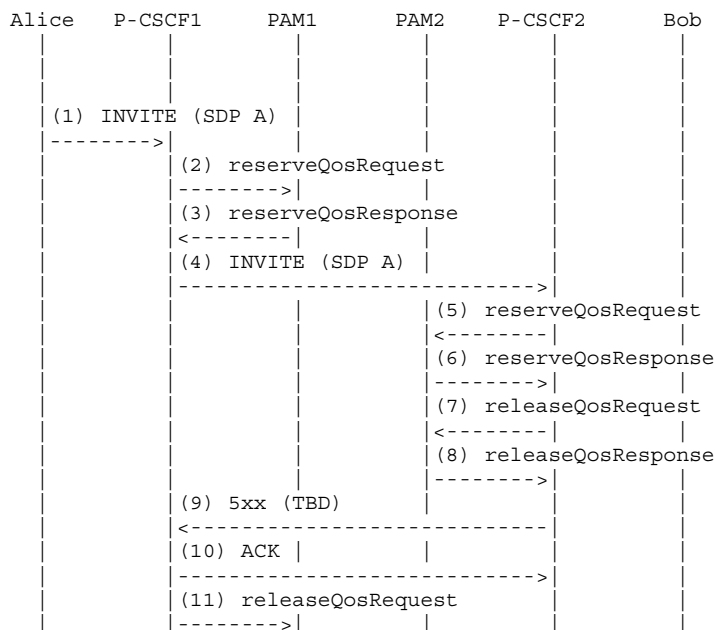 Alice P-CSCF1 PAM1 PAM2 P-CSCF2 Bob
(1) INVITE (SDP A)
(2) reserveQosRequest
(3) reserveQosResponse
(4) INVITE (SDP A)
(5) reserveQosRequest
(6) reserveQosResponse
(7) releaseQosRequest
(8) releaseQosResponse
(9) 5xx (TBD)
(10) ACK
(11) releaseQosRequest